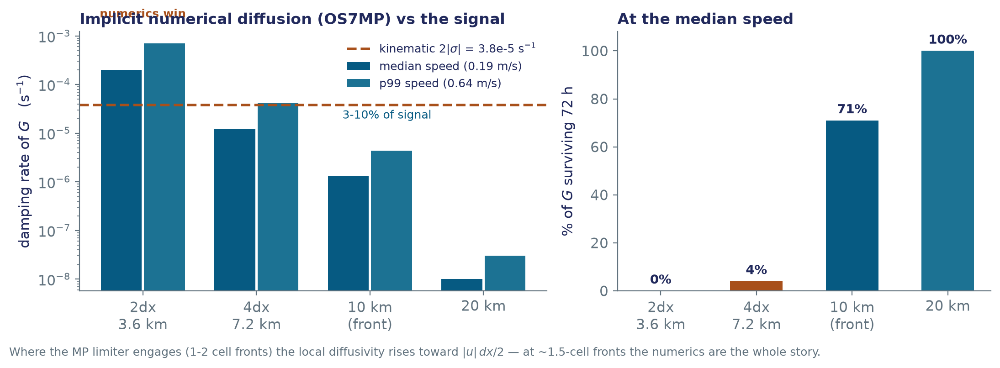 numerics win
Implicit numerical diffusion (OS7MP) vs the signal
damping rate of G (s⁻¹)
10⁻³
10⁻⁴
10⁻⁵
10⁻⁶
10⁻⁷
10⁻⁸
kinematic 2|σ| = 3.8e-5 s⁻¹
median speed (0.19 m/s)
p99 speed (0.64 m/s)
3-10% of signal
2dx
3.6 km
4dx
7.2 km
10 km
(front)
20 km
At the median speed
% of G surviving 72 h
100
80
60
40
20
0
0%
4%
71%
100%
2dx
3.6 km
4dx
7.2 km
10 km
(front)
20 km
Where the MP limiter engages (1-2 cell fronts) the local diffusivity rises toward |u| dx/2 — at ~1.5-cell fronts the numerics are the whole story.